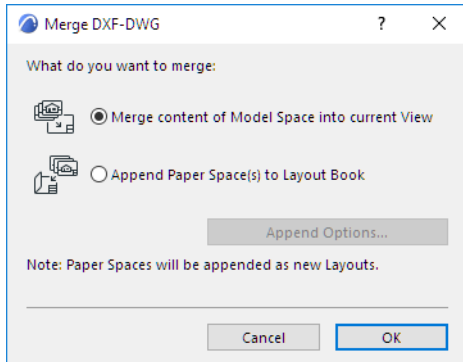 Merge DXF-DWG
What do you want to merge:
Merge content of Model Space into current View
Append Paper Space(s) to Layout Book
Append Options...
Note: Paper Spaces will be appended as new Layouts.
Cancel
OK